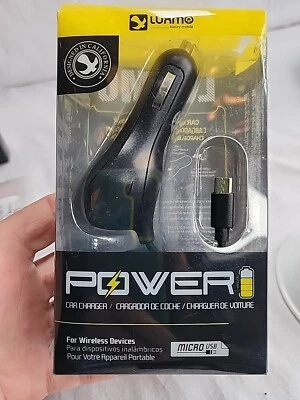 LUXMO
DESIGNED IN CALIFORNIA
POWER
CAR CHARGER / CARGADOR DE COCHE / CHARGUER DE VOITURE
For Wireless Devices
Para dispositivos inalámbricos
Pour Votre Appareil Portable
MICRO USB